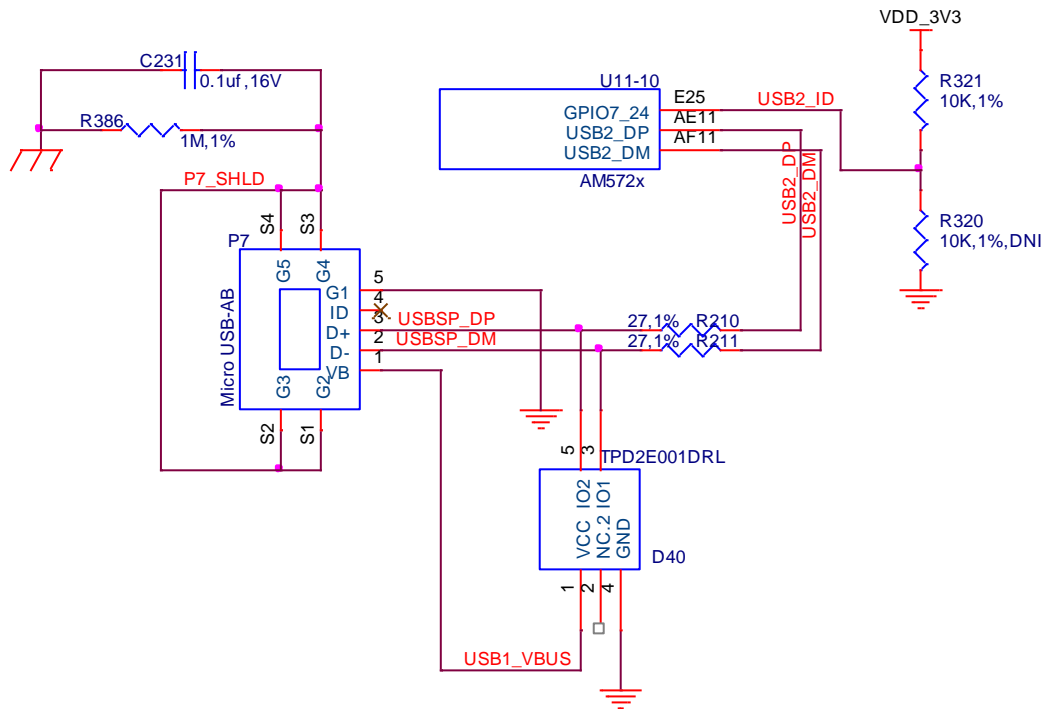 VDD_3V3
C231
0.1uf,16V
U11-10
R321
10K,1%
E25
USB2_ID
GPIO7_24
AE11
R386
USB2_DP
1M,1%
AF11
USB2_DM
AM572x
P7_SHLD
USB2_DP
USB2_DM
S4
S3
R320
10K,1%,DNI
P7
G5
G4
5
G1
4
ID
3
USBSP_DP
27,1%
R210
D+
2
USBSP_DM
27,1%
R211
D-
1
VB
Micro USB-AB
G3
G2
S2
S1
5
3
TPD2E001DRL
IO2
IO1
VCC
NC.2
GND
D40
1
2
4
USB1_VBUS